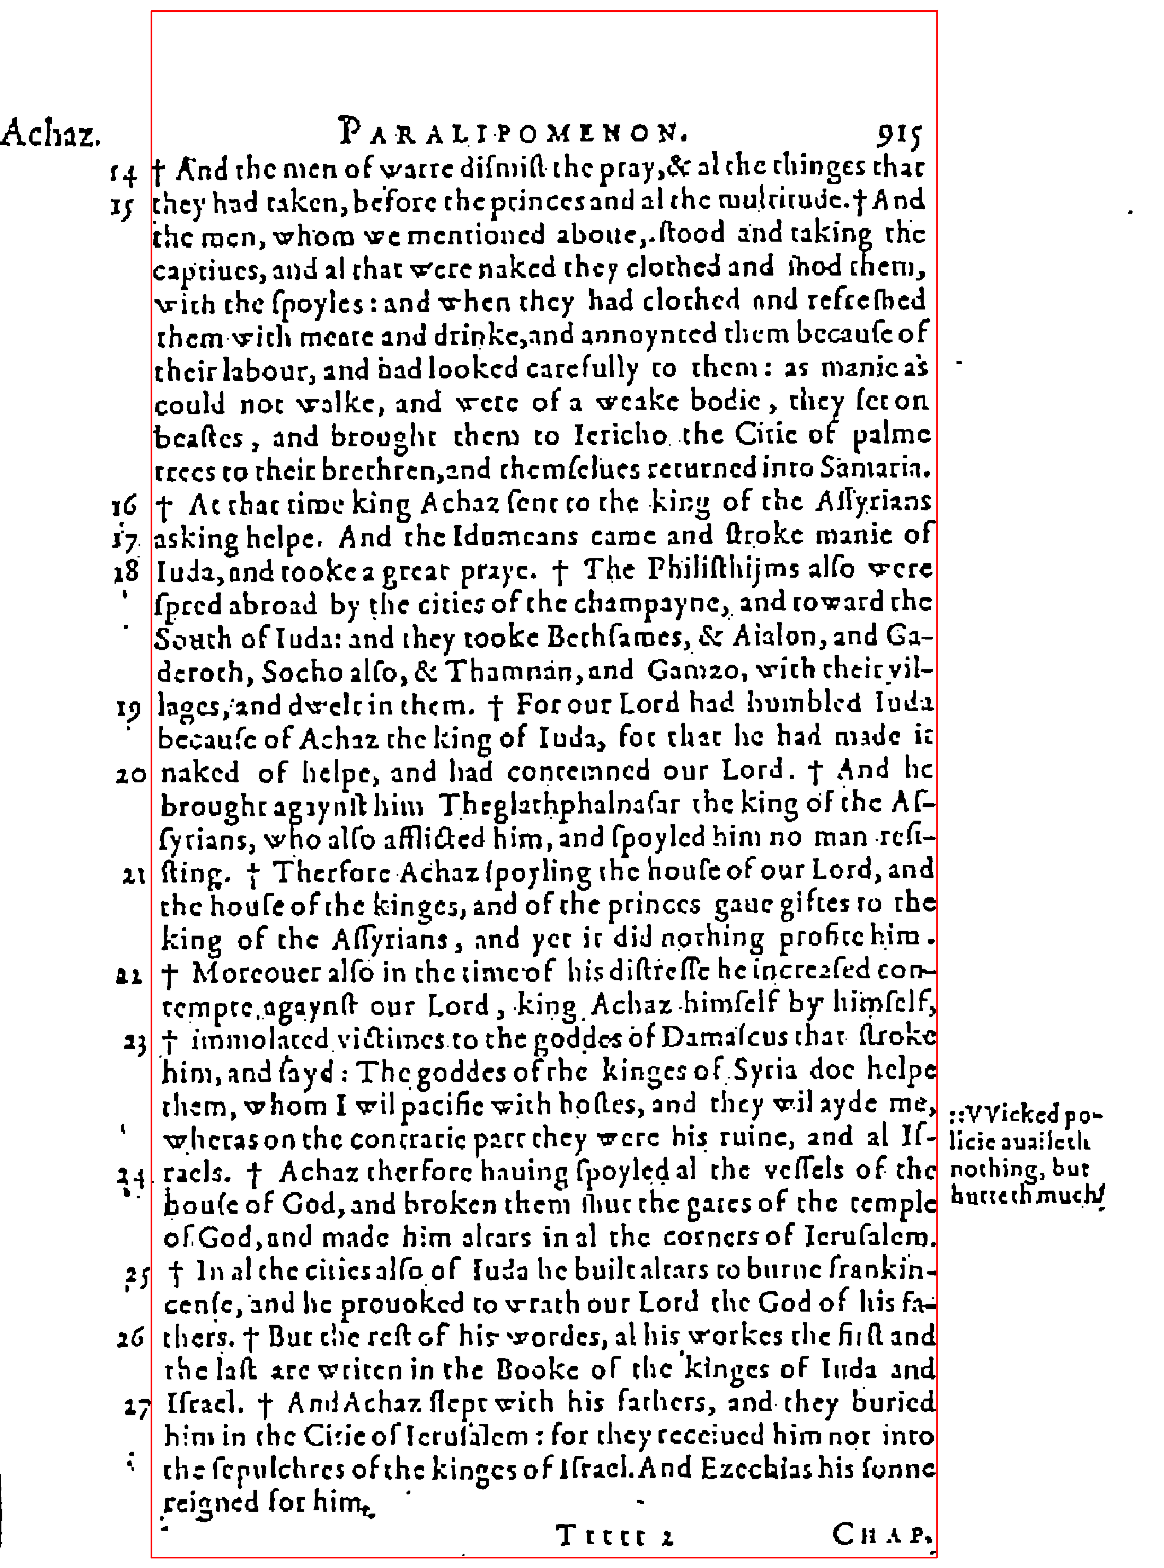 Achaz. PARALIPOMENON. 915
14 † And the men of warre diſmiſt the pray, & al the thinges that
15 they had taken, before the princes and al the multitude. † And
the men, whom we mentioned aboue, ſtood and taking the
captiues, and al that were naked they clothed and ſhod them,
with the ſpoyles: and when they had clothed and refreſhed
them with meate and drinke, and annoynted them becauſe of
their labour, and had looked carefully to them: as manie as
could not walke, and were of a weake bodie, they ſet on
beaſtes, and brought them to Iericho the Citie of palme
trees to their brethren, and themſelues returned into Samaria.
16 † At that time king Achaz ſent to the king of the Aſſyrians
17 asking helpe. And the Idumeans came and ſtroke manie of
18 Iuda, and tooke a great praye. † The Philiſthijms alſo were
ſpred abroad by the cities of the champayne, and toward the
South of Iuda: and they tooke Bethſames, & Aialon, and Ga-
deroth, Socho alſo, & Thamnan, and Gamzo, with their vil-
19 lages, and dwelt in them. † For our Lord had humbled Iuda
becauſe of Achaz the king of Iuda, for that he had made it
20 naked of helpe, and had contemned our Lord. † And he
brought agaynſt him Theglathphalnaſar the king of the Aſ-
ſyrians, who alſo afflicted him, and ſpoyled him no man reſi-
21 ſting. † Therfore Achaz ſpoyling the houſe of our Lord, and
the houſe of the kinges, and of the princes gaue giftes to the
king of the Aſſyrians, and yet it did nothing profite him.
22 † Moreouer alſo in the time of his diſtreſſe he increaſed con-
tempte agaynſt our Lord, king Achaz himſelf by himſelf,
23 † immolated victimes to the goddes of Damaſcus that ſtroke
him, and ſayd: The goddes of the kinges of Syria doe helpe
them, whom I wil pacifie with hoſtes, and they wil ayde me,
wheras on the contrarie part they were his ruine, and al Iſ-
24 raels. † Achaz therfore hauing ſpoyled al the veſſels of the
houſe of God, and broken them ſhut the gates of the temple
of God, and made him altars in al the corners of Ieruſalem.
25 † In al the cities alſo of Iuda he built altars to burne frankin-
cenſe, and he prouoked to wrath our Lord the God of his fa-
26 thers. † But the reſt of his wordes, al his workes the firſt and
the laſt are written in the Booke of the kinges of Iuda and
27 Iſrael. † And Achaz ſlept with his fathers, and they buried
him in the Citie of Ieruſalem: for they receiued him not into
the ſepulchres of the kinges of Iſrael. And Ezechias his ſonne
reigned for him.
Ttttt 2 CHAP.
::VVicked po-
licie auaileth
nothing, but
hurteth much!